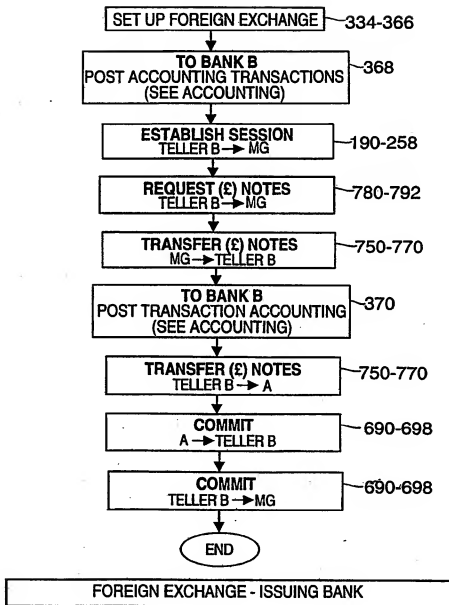 SET UP FOREIGN EXCHANGE
334-366
TO BANK B
POST ACCOUNTING TRANSACTIONS
(SEE ACCOUNTING)
368
ESTABLISH SESSION
TELLER B → MG
190-258
REQUEST (£) NOTES
TELLER B → MG
780-792
TRANSFER (£) NOTES
MG → TELLER B
750-770
TO BANK B
POST TRANSACTION ACCOUNTING
(SEE ACCOUNTING)
370
TRANSFER (£) NOTES
TELLER B → A
750-770
COMMIT
A → TELLER B
690-698
COMMIT
TELLER B → MG
690-698
END
FOREIGN EXCHANGE - ISSUING BANK